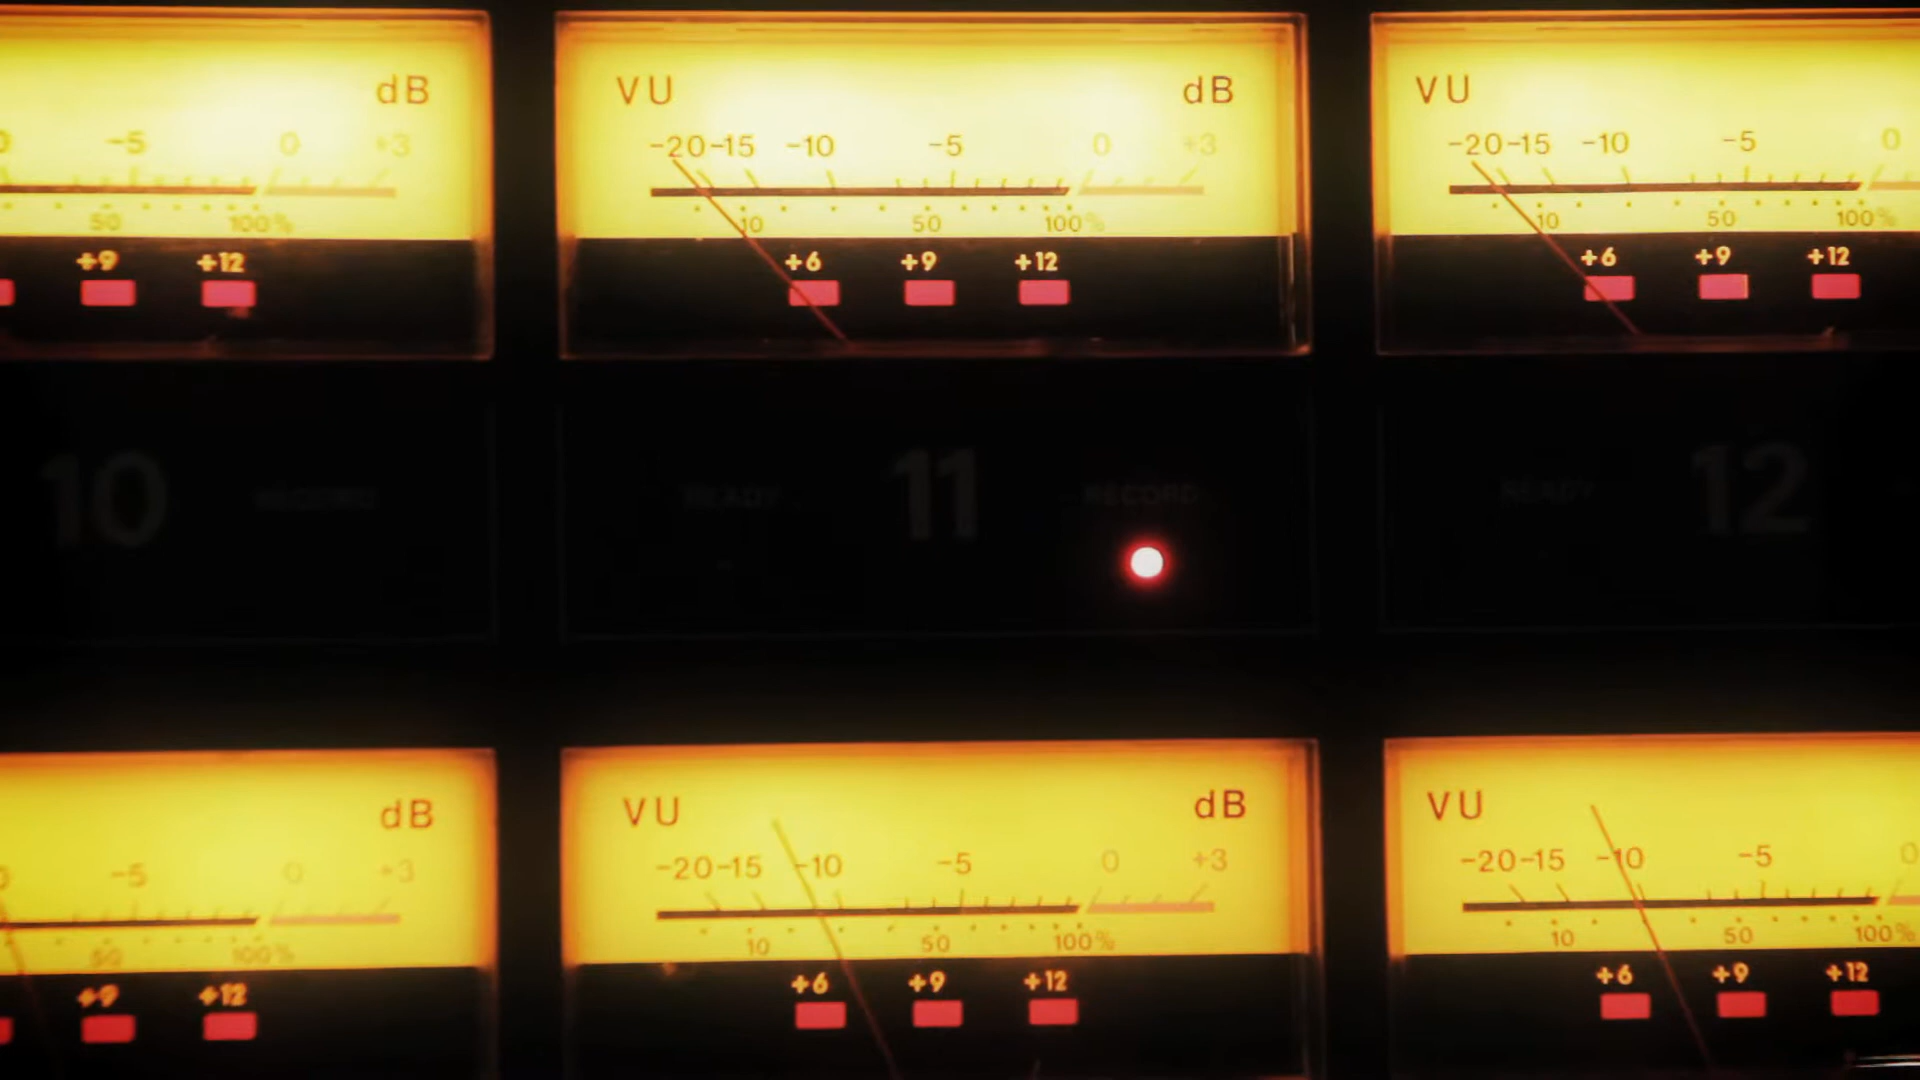 dB VU dB VU
-5 0 +3 -20 -15 -10 -5 0 +3 -20 -15 -10 -5 0
50 100% 10 50 100% 10 50 100%
+9 +12 +6 +9 +12 +6 +9 +12
10 RECORD READY 11 RECORD READY 12
dB VU dB VU
-5 0 +3 -20 -15 -10 -5 0 +3 -20 -15 -10 -5 0
50 100% 10 50 100% 10 50 100%
+9 +12 +6 +9 +12 +6 +9 +12